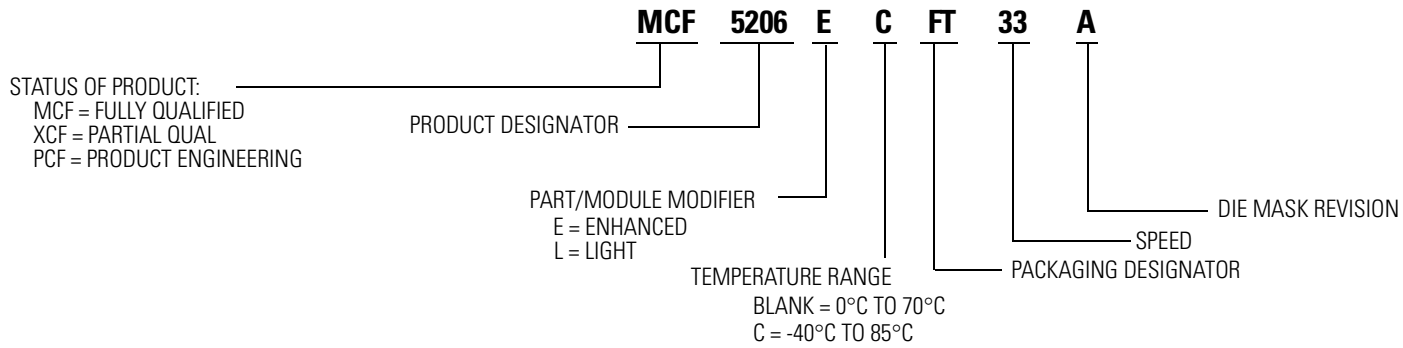 MCF 5206 E C FT 33 A
STATUS OF PRODUCT:
MCF = FULLY QUALIFIED
XCF = PARTIAL QUAL
PCF = PRODUCT ENGINEERING
PRODUCT DESIGNATOR
PART/MODULE MODIFIER
E = ENHANCED
L = LIGHT
TEMPERATURE RANGE
BLANK = 0°C TO 70°C
C = -40°C TO 85°C
PACKAGING DESIGNATOR
SPEED
DIE MASK REVISION